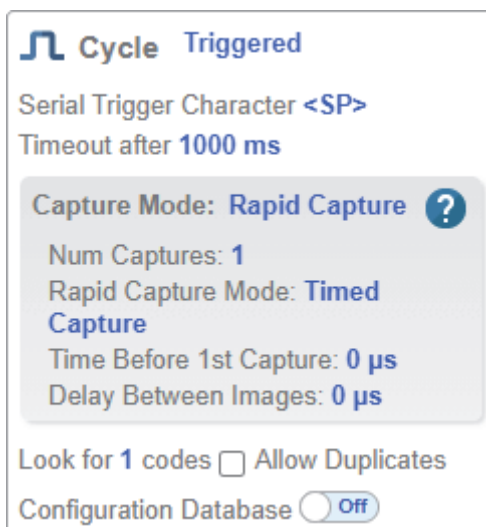 Cycle Triggered
Serial Trigger Character <SP>
Timeout after 1000 ms
Capture Mode: Rapid Capture ?
Num Captures: 1
Rapid Capture Mode: Timed
Capture
Time Before 1st Capture: 0 µs
Delay Between Images: 0 µs
Look for 1 codes Allow Duplicates
Configuration Database Off